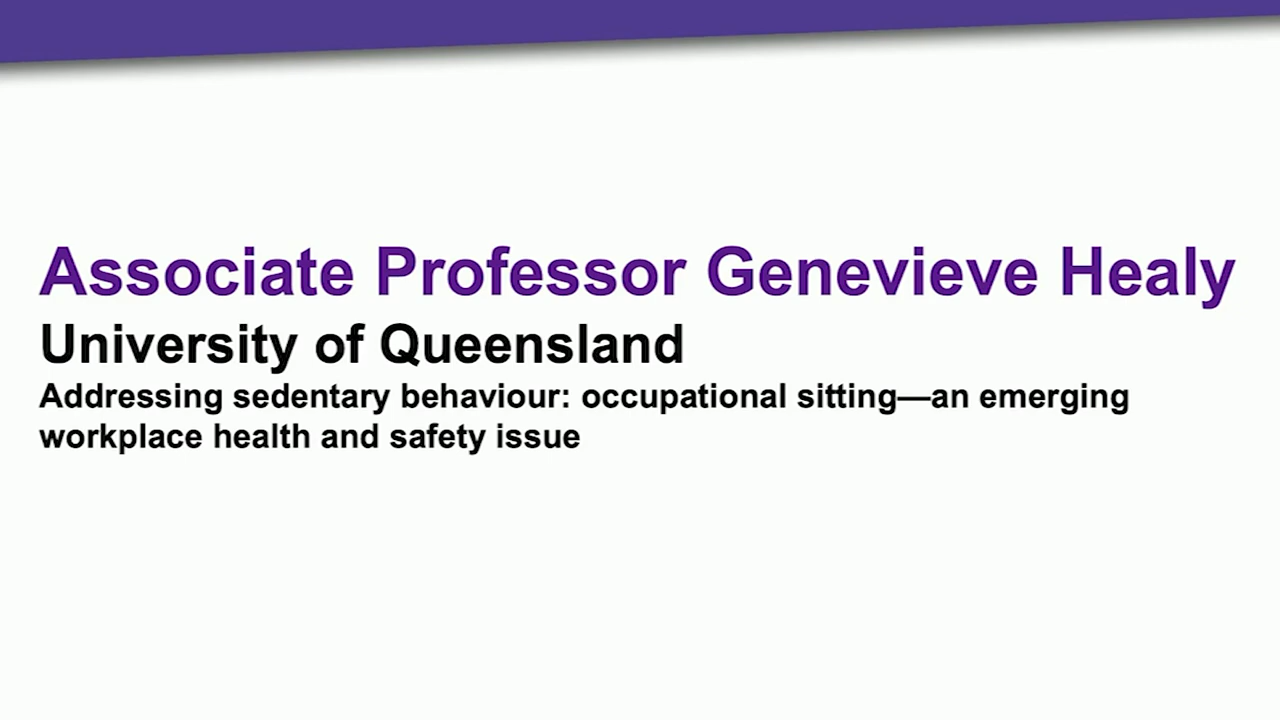 Associate Professor Genevieve Healy
University of Queensland
Addressing sedentary behaviour: occupational sitting—an emerging
workplace health and safety issue